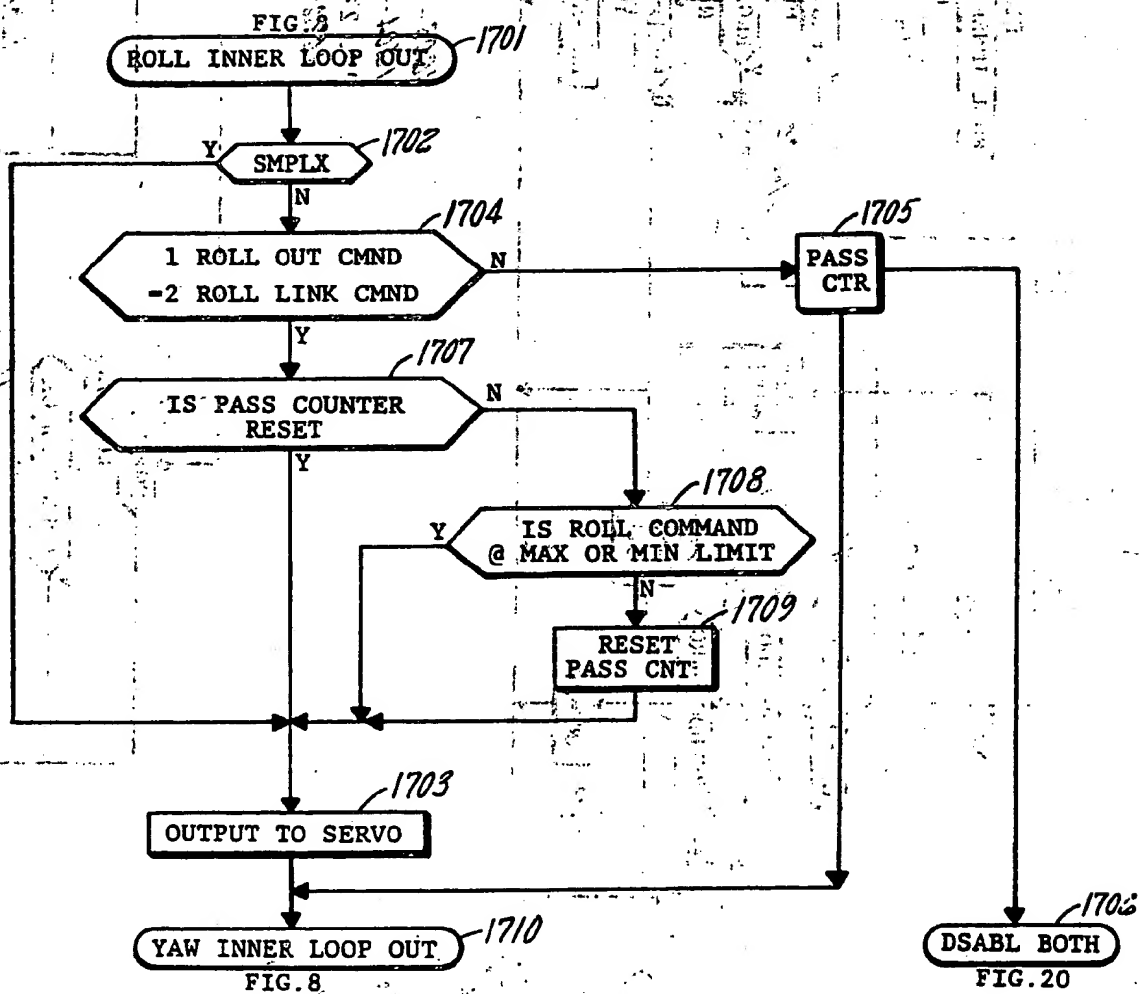 FIG.8
1701
ROLL INNER LOOP OUT
1702
Y
SMPLX
N
1704
1 ROLL OUT CMND
=2 ROLL LINK CMND
N
Y
1705
PASS
CTR
1707
IS PASS COUNTER
RESET
N
Y
1708
IS ROLL COMMAND
@ MAX OR MIN LIMIT
Y
N
1709
RESET
PASS CNT
1703
OUTPUT TO SERVO
1710
YAW INNER LOOP OUT
FIG.8
DSABL BOTH
FIG.20